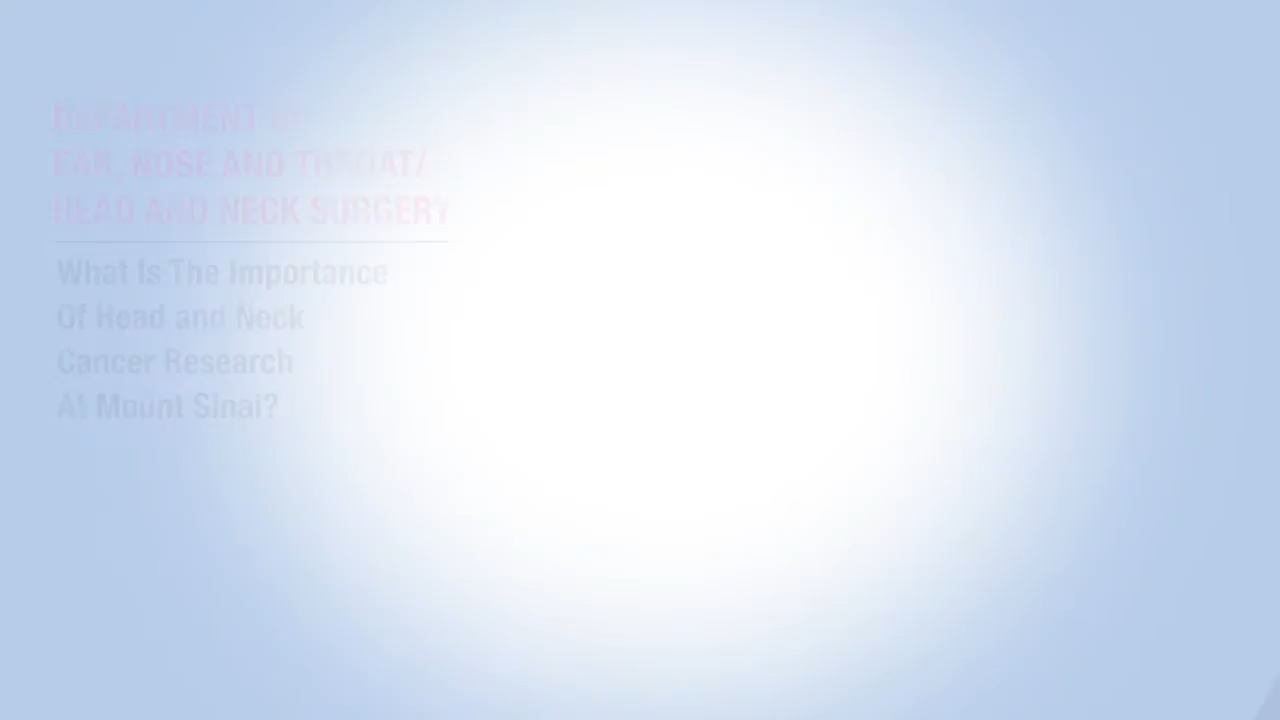 DEPARTMENT OF
EAR, NOSE AND THROAT/
HEAD AND NECK SURGERY
What Is The Importance
Of Head and Neck
Cancer Research
At Mount Sinai?